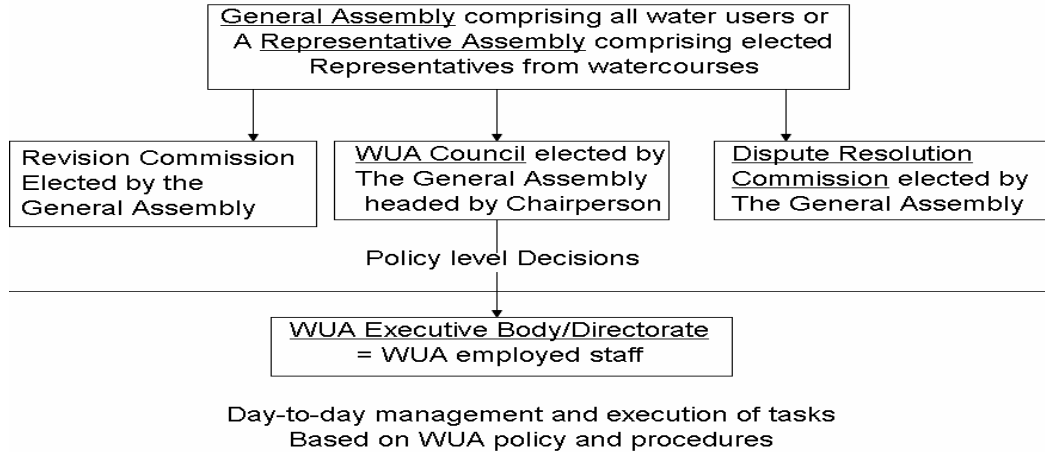 General Assembly comprising all water users or
A Representative Assembly comprising elected
Representatives from watercourses
Revision Commission
Elected by the
General Assembly
WUA Council elected by
The General Assembly
headed by Chairperson
Dispute Resolution
Commission elected by
The General Assembly
Policy level Decisions
WUA Executive Body/Directorate
= WUA employed staff
Day-to-day management and execution of tasks
Based on WUA policy and procedures